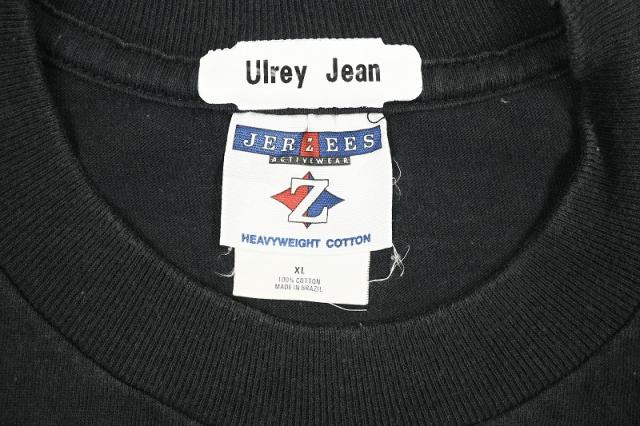 Ulrey Jean
JERZEES
ACTIVEWEAR
Z
HEAVYWEIGHT COTTON
XL
100% COTTON
MADE IN BRAZIL